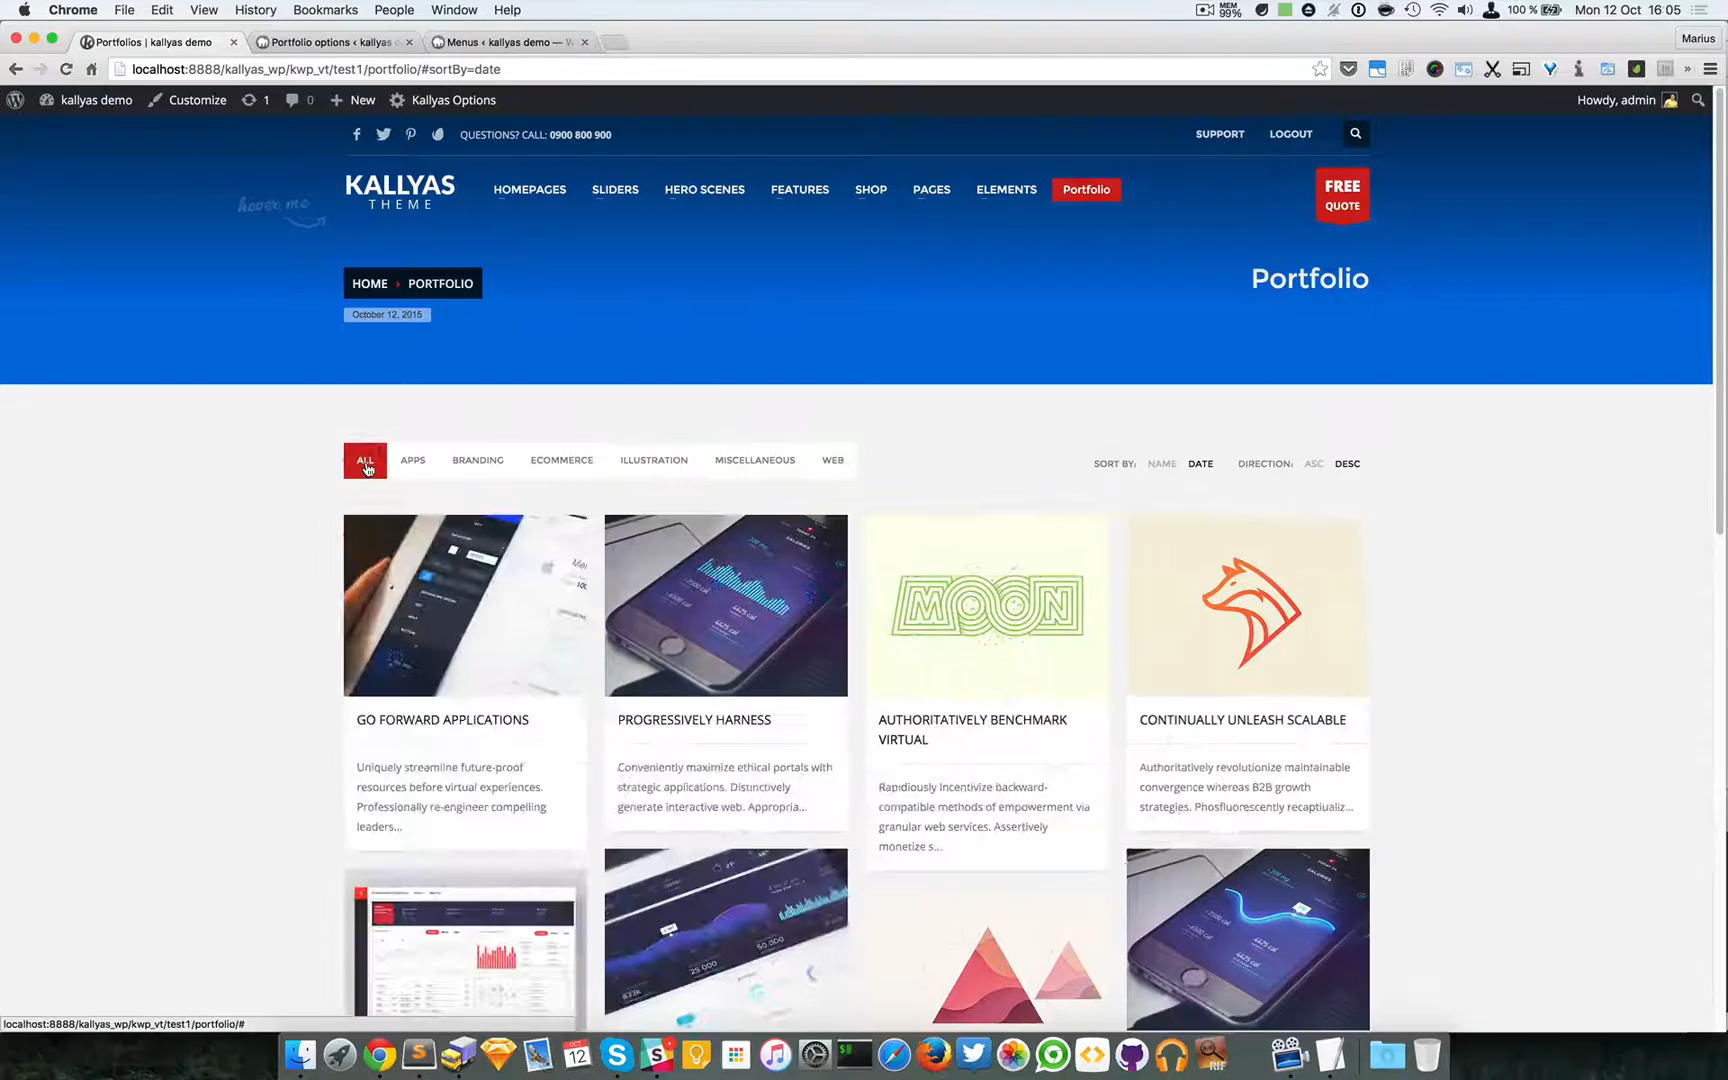 Chrome File Edit View History Bookmarks People Window Help
MEM 99% 100 % Mon 12 Oct 16:05
Portfolios | kallyas demo
Portfolio options ‹ kallyas
Menus ‹ kallyas demo —
Marius
localhost:8888/kallyas_wp/kwp_vt/test1/portfolio/#sortBy=date
kallyas demo Customize 1 0 New Kallyas Options Howdy, admin
QUESTIONS? CALL: 0900 800 900 SUPPORT LOGOUT
KALLYAS
THEME
HOMEPAGES SLIDERS HERO SCENES FEATURES SHOP PAGES ELEMENTS Portfolio
FREE
QUOTE
hover me
HOME PORTFOLIO
Portfolio
October 12, 2015
ALL APPS BRANDING ECOMMERCE ILLUSTRATION MISCELLANEOUS WEB
SORT BY: NAME DATE DIRECTION: ASC DESC
MOON
GO FORWARD APPLICATIONS
Uniquely streamline future-proof
resources before virtual experiences.
Professionally re-engineer compelling
leaders...
PROGRESSIVELY HARNESS
Conveniently maximize ethical portals with
strategic applications. Distinctively
generate interactive web. Appropria...
AUTHORITATIVELY BENCHMARK
VIRTUAL
Rapdiously Incentivize backward-
compatible methods of empowerment via
granular web services. Assertively
monetize s...
CONTINUALLY UNLEASH SCALABLE
Authoritatively revolutionize maintainable
convergence whereas B2B growth
strategies. Phosfluorescently recaptiualiz...
localhost:8888/kallyas_wp/kwp_vt/test1/portfolio/#